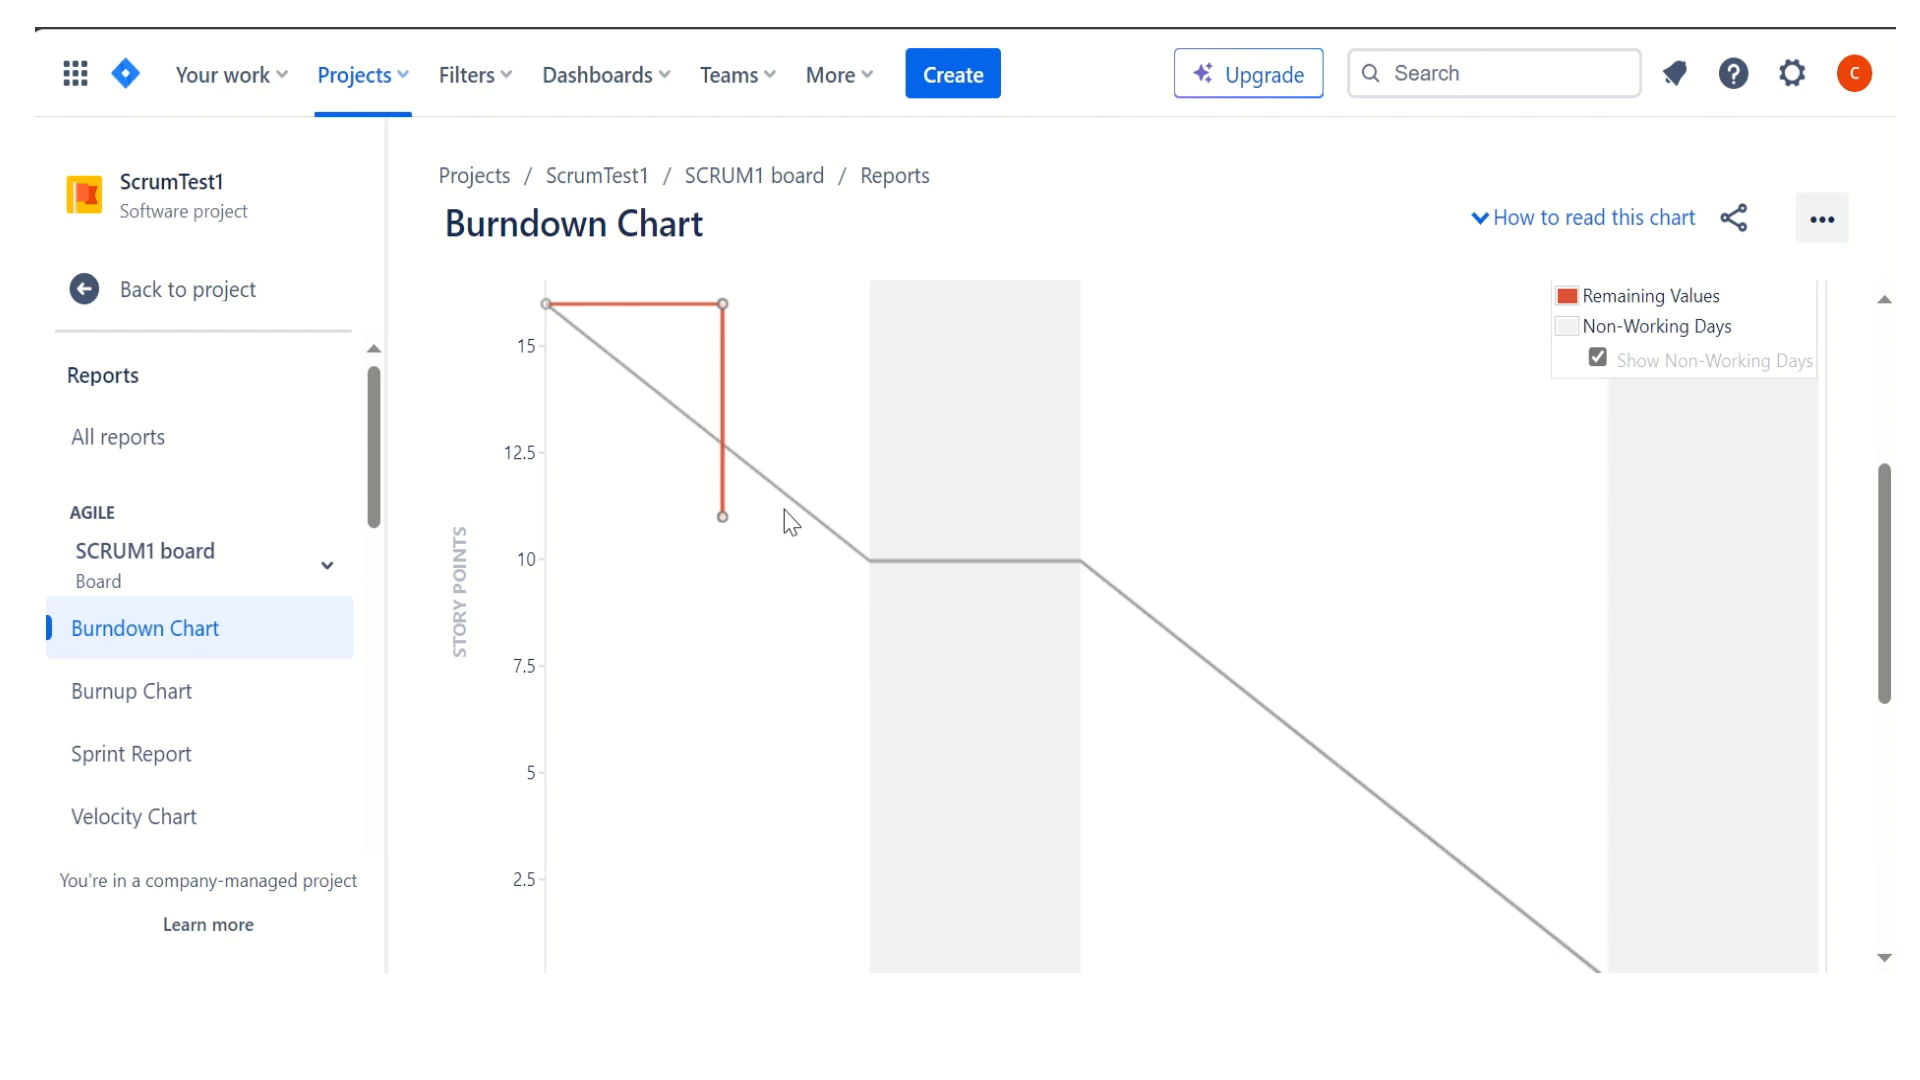 Your work Projects Filters Dashboards Teams More Create Upgrade Search C
ScrumTest1
Software project
Back to project
Reports
All reports
AGILE
SCRUM1 board
Board
Burndown Chart
Burnup Chart
Sprint Report
Velocity Chart
You're in a company-managed project
Learn more
Projects / ScrumTest1 / SCRUM1 board / Reports
Burndown Chart
How to read this chart
Remaining Values
Non-Working Days
Show Non-Working Days
STORY POINTS
15
12.5
10
7.5
5
2.5